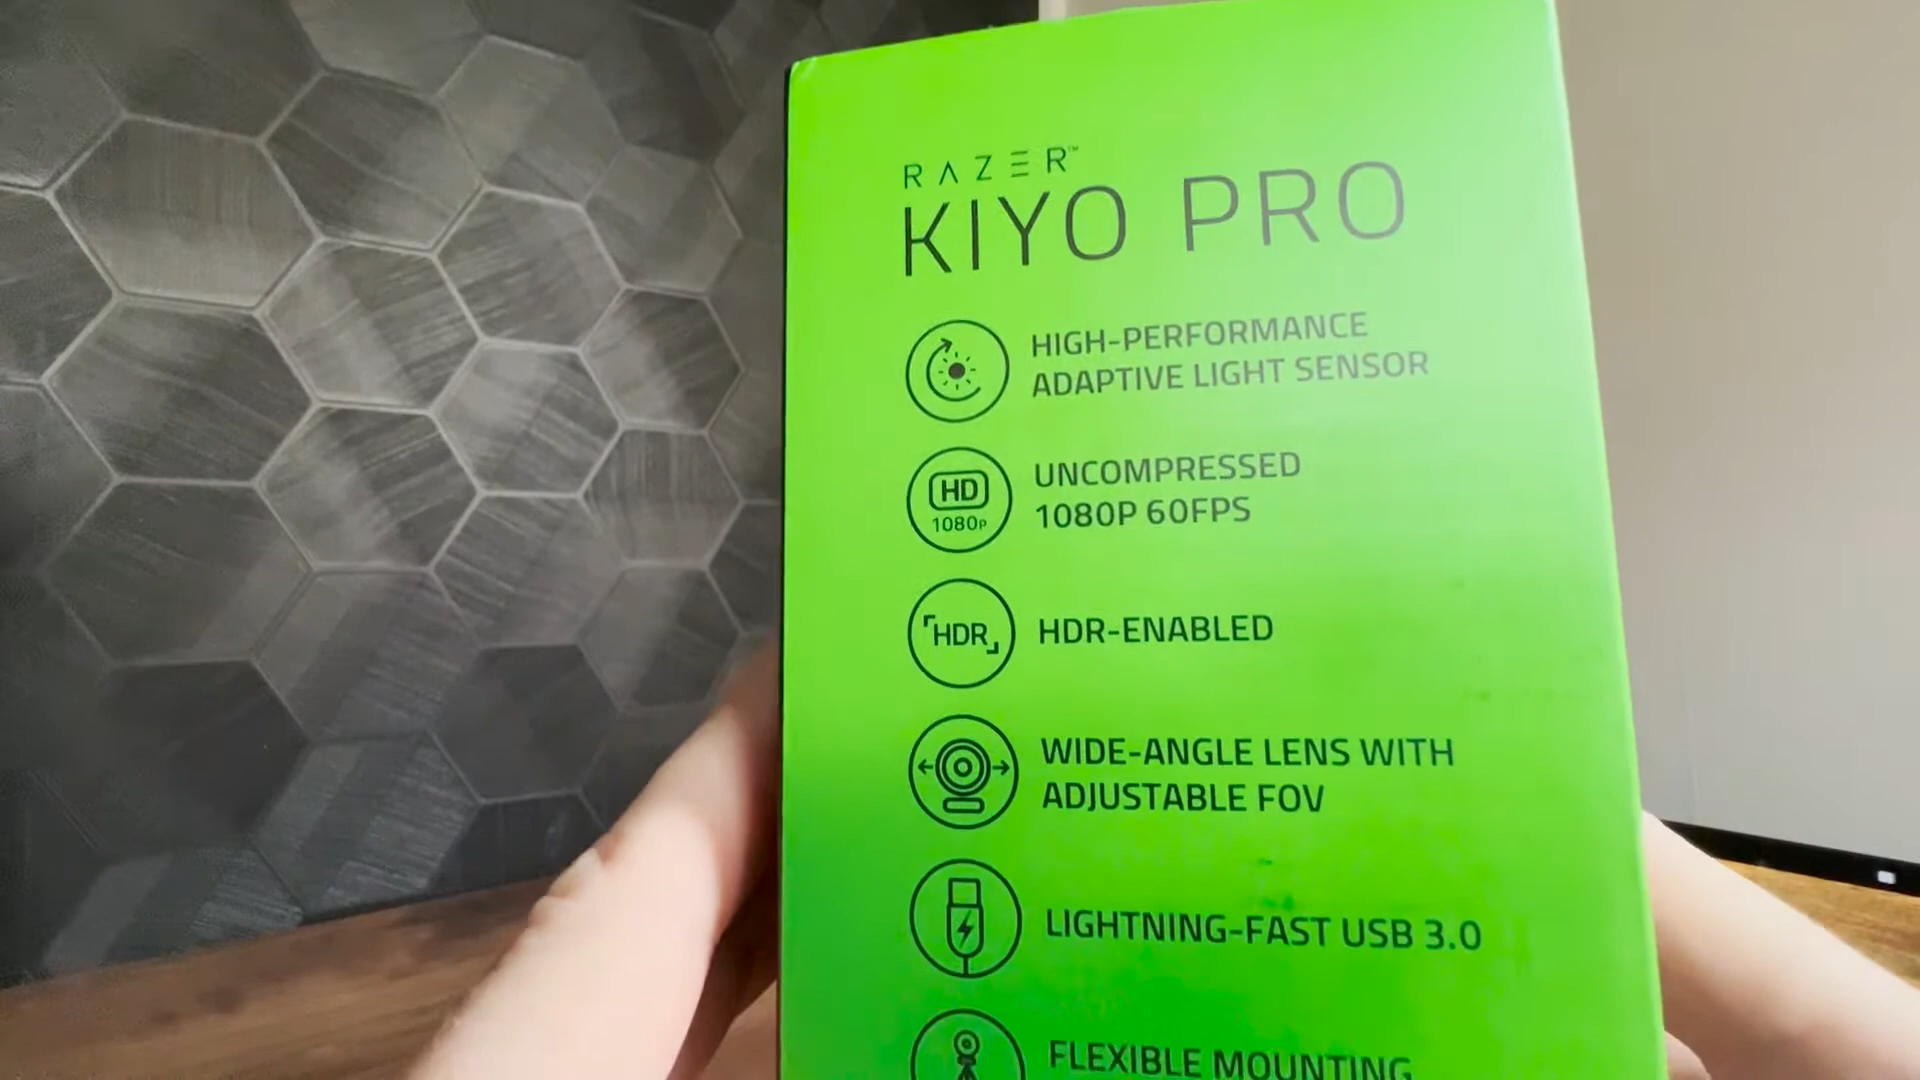 RAZER™
KIYO PRO
HIGH-PERFORMANCE
ADAPTIVE LIGHT SENSOR
HD
1080P
UNCOMPRESSED
1080P 60FPS
HDR
HDR-ENABLED
WIDE-ANGLE LENS WITH
ADJUSTABLE FOV
LIGHTNING-FAST USB 3.0
FLEXIBLE MOUNTING